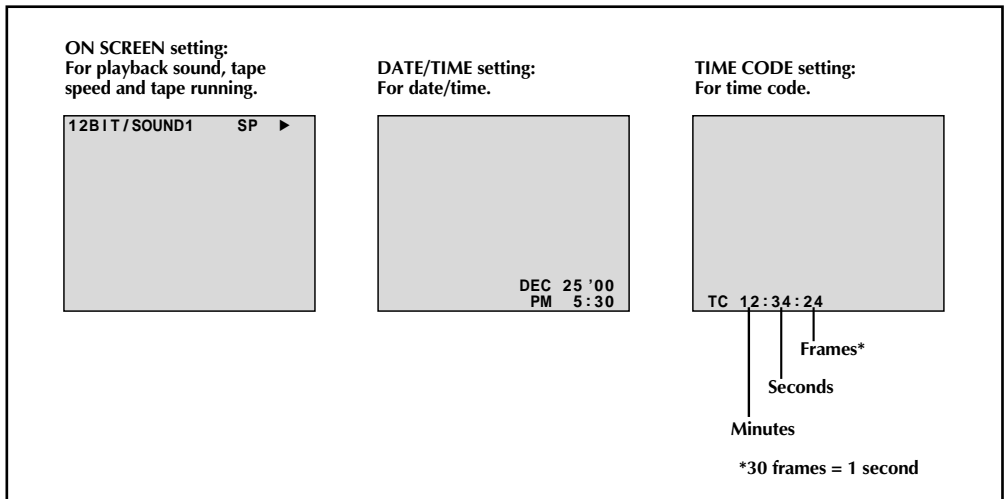 ON SCREEN setting:
For playback sound, tape
speed and tape running.
12BIT/SOUND1 SP ►
DATE/TIME setting:
For date/time.
DEC 25 '00
PM 5:30
TIME CODE setting:
For time code.
TC 12:34:24
Frames*
Seconds
Minutes
*30 frames = 1 second